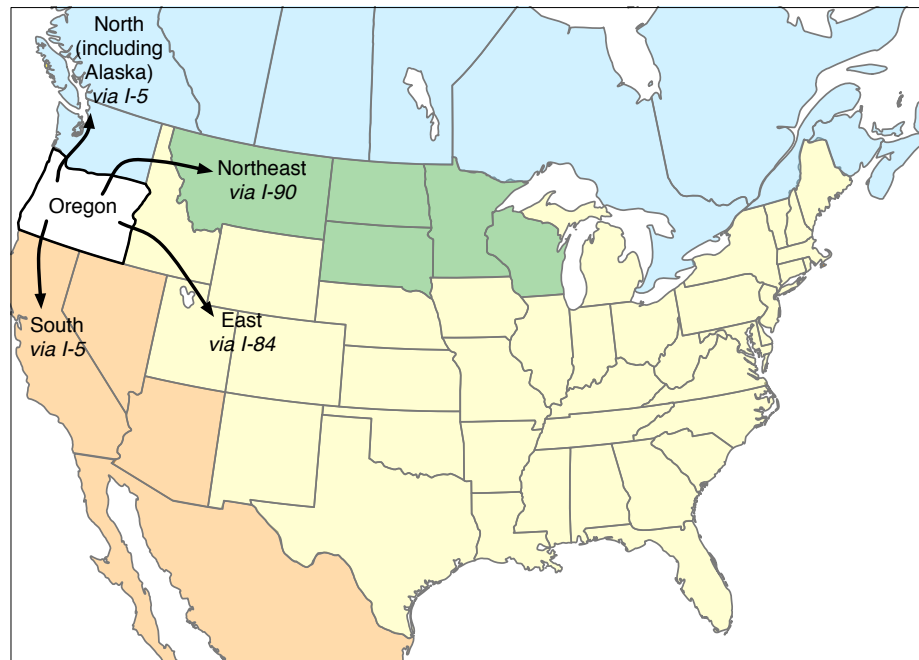 North
(including
Alaska)
via I-5
Northeast
via I-90
Oregon
South
via I-5
East
via I-84